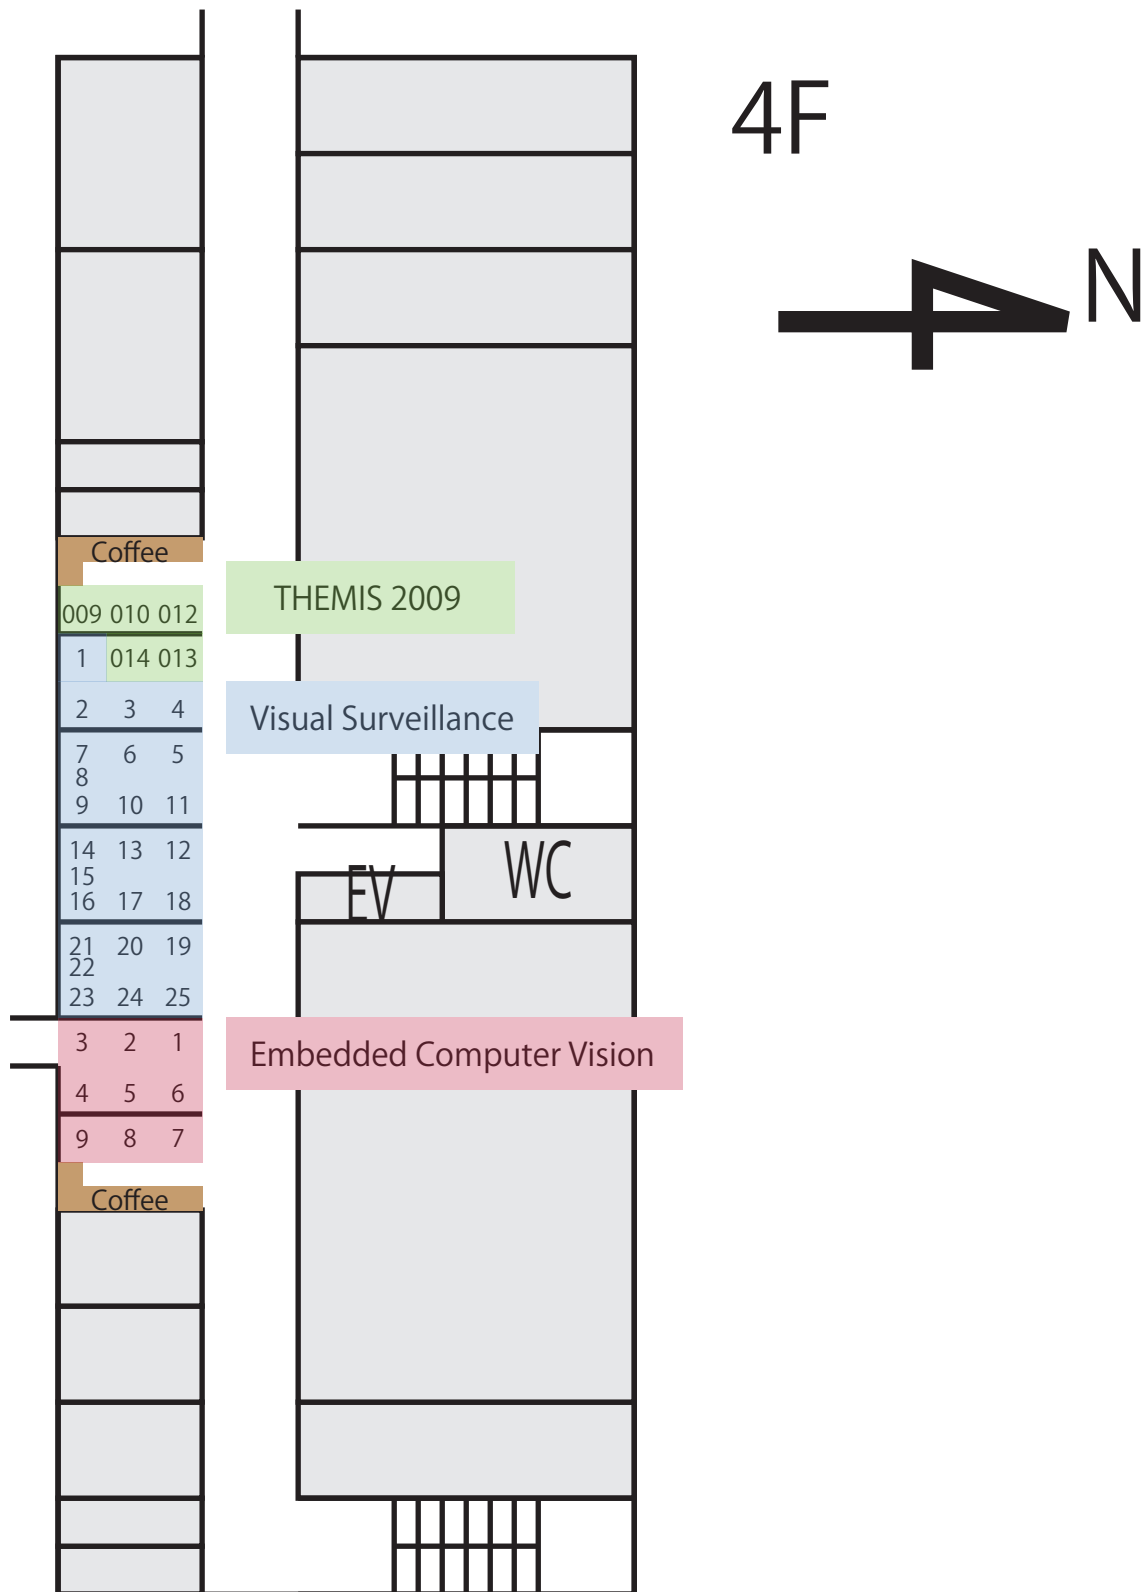 4F
N
Coffee
THEMIS 2009
009 010 012
1 014 013
2 3 4
Visual Surveillance
7 6 5
8
9 10 11
14 13 12
15
16 17 18
EV
WC
21 20 19
22
23 24 25
3 2 1
Embedded Computer Vision
4 5 6
9 8 7
Coffee